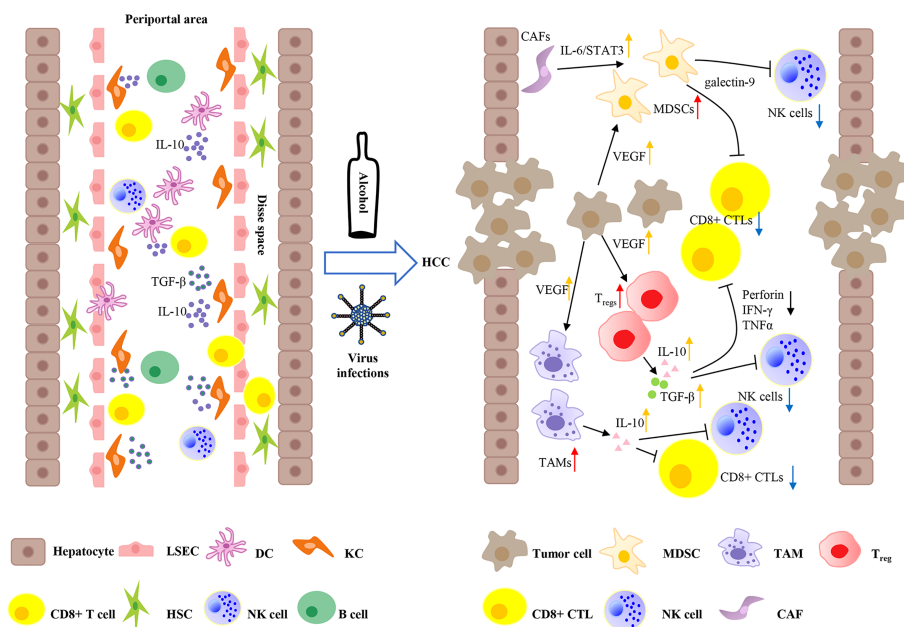 Periportal area
IL-10
Disse space
TGF-β
IL-10
Alcohol
Virus
infections
HCC
CAFs
IL-6/STAT3
galectin-9
MDSCs
NK cells
VEGF
CD8+ CTLs
VEGF
VEGF
Tregs
Perforin
IFN-γ
TNFα
IL-10
TGF-β
NK cells
IL-10
TAMs
CD8+ CTLs
Hepatocyte
LSEC
DC
KC
Tumor cell
MDSC
TAM
Treg
CD8+ T cell
HSC
NK cell
B cell
CD8+ CTL
NK cell
CAF